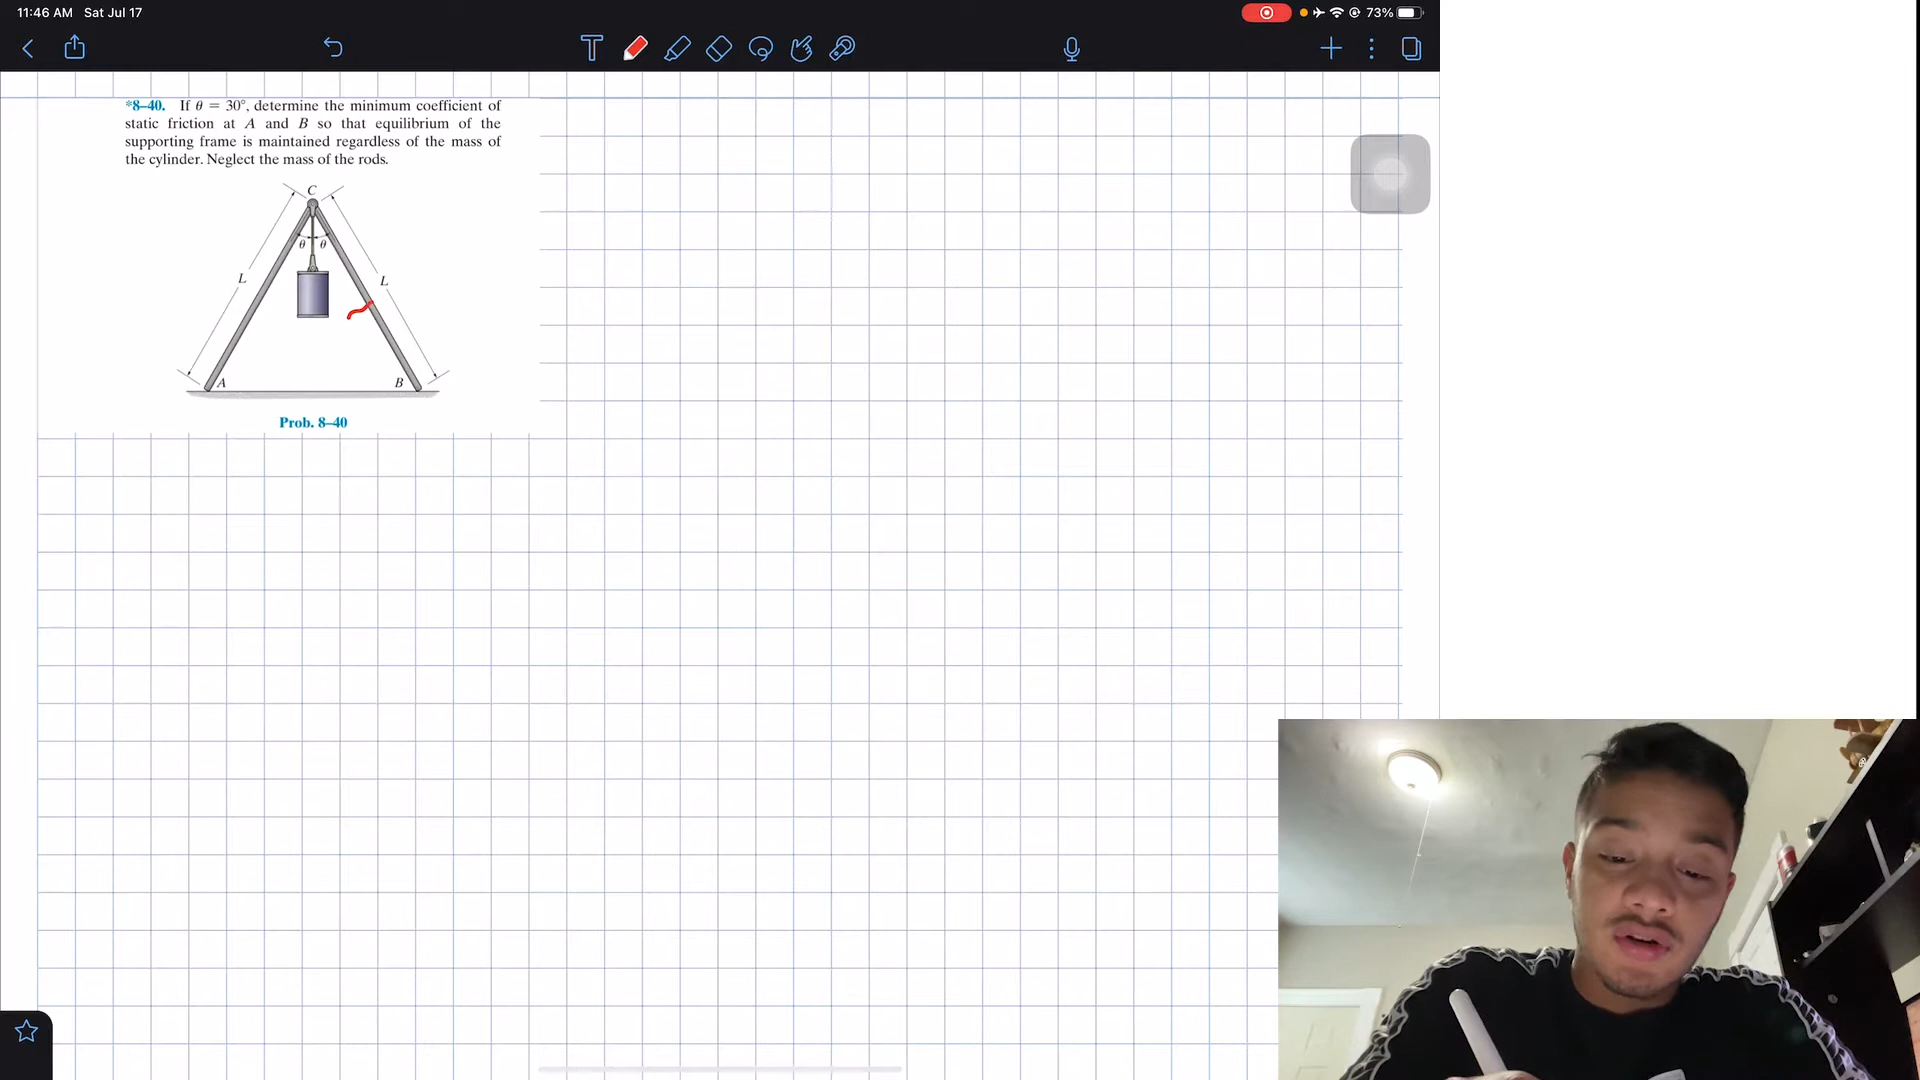 11:46 AM Sat Jul 17
73%
*8–40. If θ = 30°, determine the minimum coefficient of
static friction at A and B so that equilibrium of the
supporting frame is maintained regardless of the mass of
the cylinder. Neglect the mass of the rods.
C
θ θ
L L
A B
Prob. 8–40